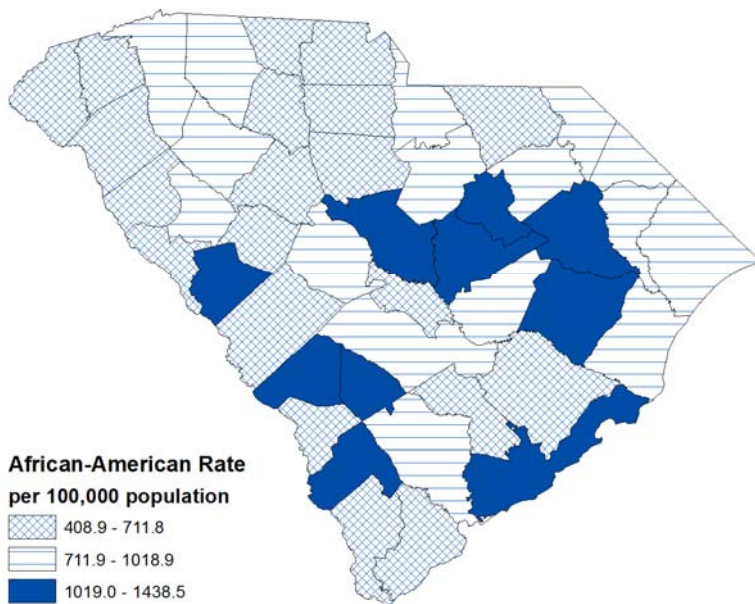 African-American Rate
per 100,000 population
408.9 - 711.8
711.9 - 1018.9
1019.0 - 1438.5